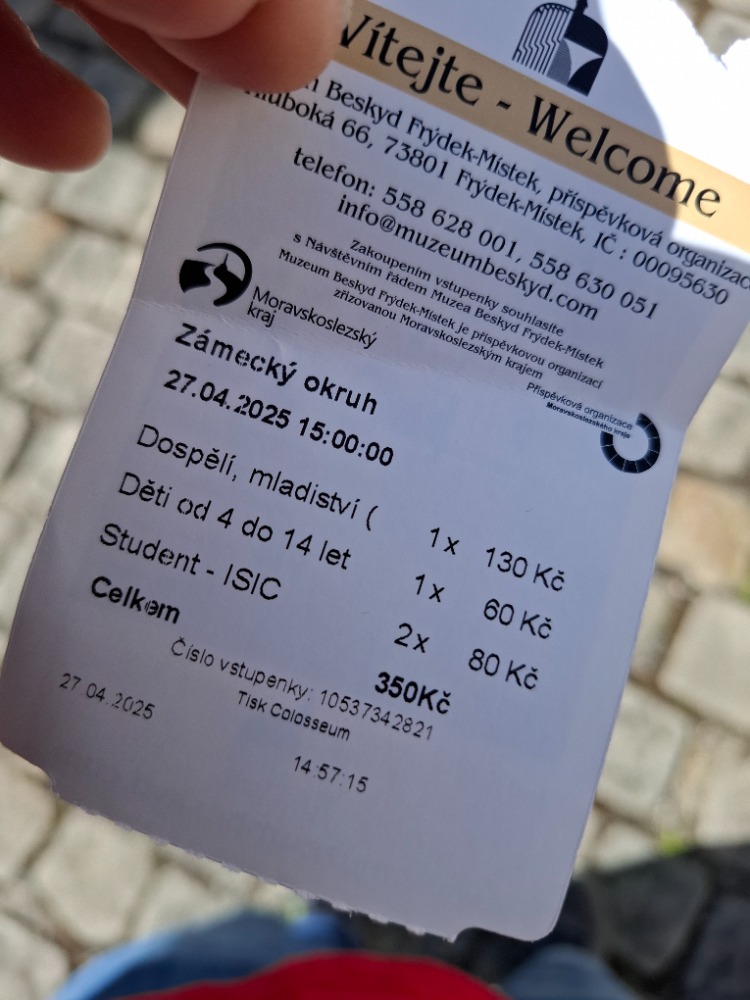 Vítejte - Welcome
Beskyd Frýdek-Místek, příspěvková organizac
Hluboká 66, 73801 Frýdek-Místek, IČ : 00095630
telefon: 558 628 001, 558 630 051
info@muzeumbeskyd.com
Zakoupením vstupenky souhlasíte
s Návštěvním řádem Muzea Beskyd Frýdek-Místek
Muzeum Beskyd Frýdek-Místek je příspěvkovou organizací
zřizovanou Moravskoslezským krajem
Moravskoslezský
kraj
Příspěvková organizace
Moravskoslezského kraje
Zámecký okruh
27.04.2025 15:00:00
Dospělí, mladiství ( 1x 130 Kč
Děti od 4 do 14 let 1x 60 Kč
Student - ISIC 2x 80 Kč
Celkem 350Kč
Číslo vstupenky: 10537342821
Tisk Colosseum
27.04.2025 14:57:15